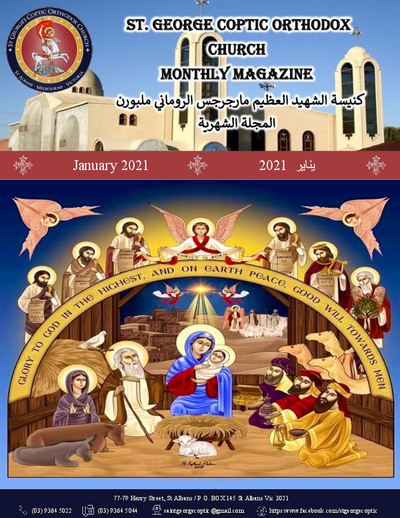 ST. GEORGE COPTIC ORTHODOX
CHURCH
MONTHLY MAGAZINE
كنيسة الشهيد العظيم مارجرجس الروماني ملبورن
المجلة الشهرية
January 2021
يناير 2021
GLORY TO GOD IN THE HIGHEST, AND ON EARTH PEACE, GOOD WILL TOWARDS MEN
77-79 Henry Street, St Albans / P.O. BOX 145 St Albans Vic 3021
(03) 9364 5022
(03) 9364 5044
saintgeorgecoptic@gmail.com
https:www.facebook.com/stgeorgecoptic